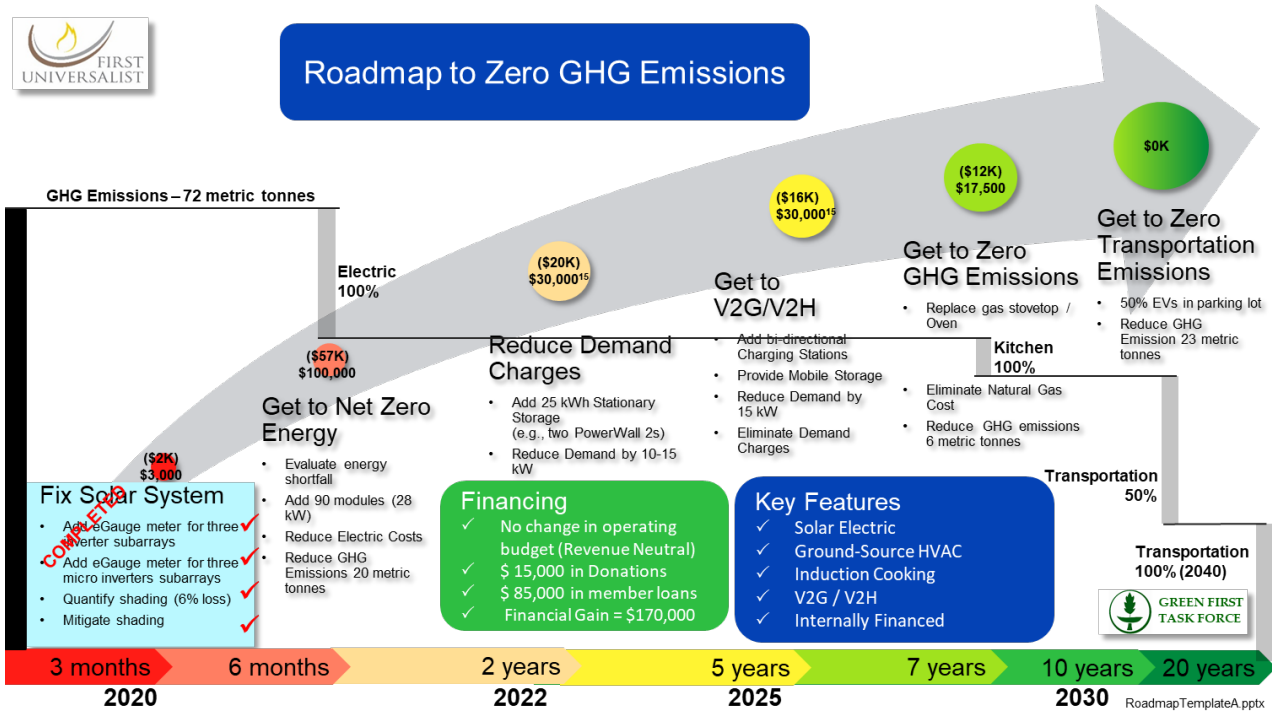 FIRST
UNIVERSALIST
Roadmap to Zero GHG Emissions
GHG Emissions – 72 metric tonnes
Electric
100%
Kitchen
100%
Transportation
50%
Transportation
100% (2040)
($2K)
$3,000
Fix Solar System
• Add eGauge meter for three
inverter subarrays
• Add eGauge meter for three
micro inverters subarrays
• Quantify shading (6% loss)
• Mitigate shading
COMPLETED
✓
✓
✓
✓
($57K)
$100,000
Get to Net Zero
Energy
• Evaluate energy
shortfall
• Add 90 modules (28
kW)
• Reduce Electric Costs
• Reduce GHG
Emissions 20 metric
tonnes
($20K)
$30,000¹⁵
Reduce Demand
Charges
• Add 25 kWh Stationary
Storage
(e.g., two PowerWall 2s)
• Reduce Demand by 10-15
kW
($16K)
$30,000¹⁵
Get to
V2G/V2H
• Add bi-directional
Charging Stations
• Provide Mobile Storage
• Reduce Demand by
15 kW
• Eliminate Demand
Charges
($12K)
$17,500
Get to Zero
GHG Emissions
• Replace gas stovetop /
Oven
• Eliminate Natural Gas
Cost
• Reduce GHG emissions
6 metric tonnes
$0K
Get to Zero
Transportation
Emissions
• 50% EVs in parking lot
• Reduce GHG
Emission 23 metric
tonnes
Financing
✓ No change in operating
budget (Revenue Neutral)
✓ $ 15,000 in Donations
✓ $ 85,000 in member loans
✓ Financial Gain = $170,000
Key Features
✓ Solar Electric
✓ Ground-Source HVAC
✓ Induction Cooking
✓ V2G / V2H
✓ Internally Financed
GREEN FIRST
TASK FORCE
3 months
6 months
2 years
5 years
7 years
10 years
20 years
2020
2022
2025
2030
RoadmapTemplateA.pptx